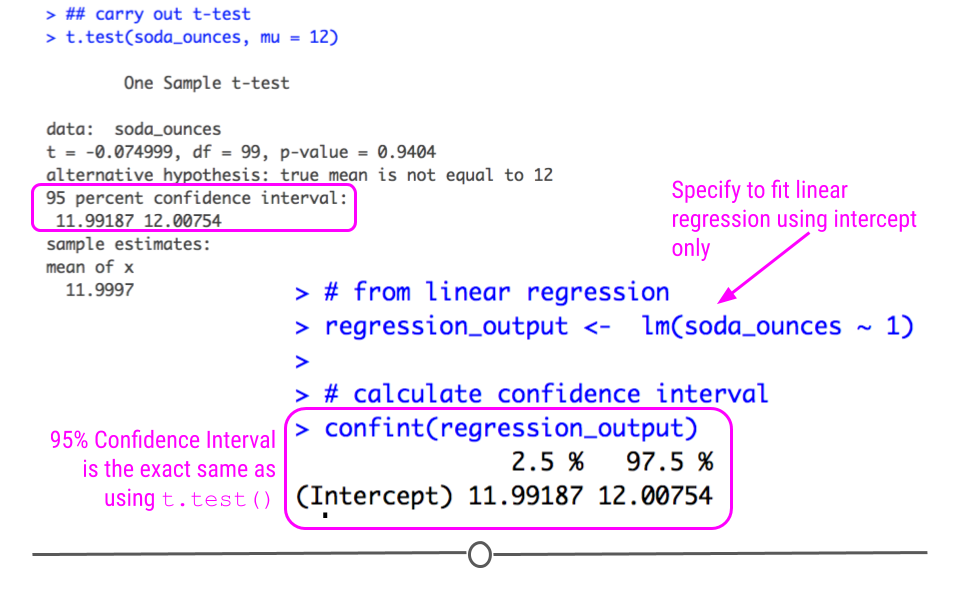 > ## carry out t-test
> t.test(soda_ounces, mu = 12)
One Sample t-test
data:  soda_ounces
t = -0.074999, df = 99, p-value = 0.9404
alternative hypothesis: true mean is not equal to 12
95 percent confidence interval:
11.99187 12.00754
sample estimates:
mean of x
11.9997
Specify to fit linear
regression using intercept
only
> # from linear regression
> regression_output <-  lm(soda_ounces ~ 1)
>
> # calculate confidence interval
> confint(regression_output)
2.5 %   97.5 %
(Intercept) 11.99187 12.00754
95% Confidence Interval
is the exact same as
using t.test()